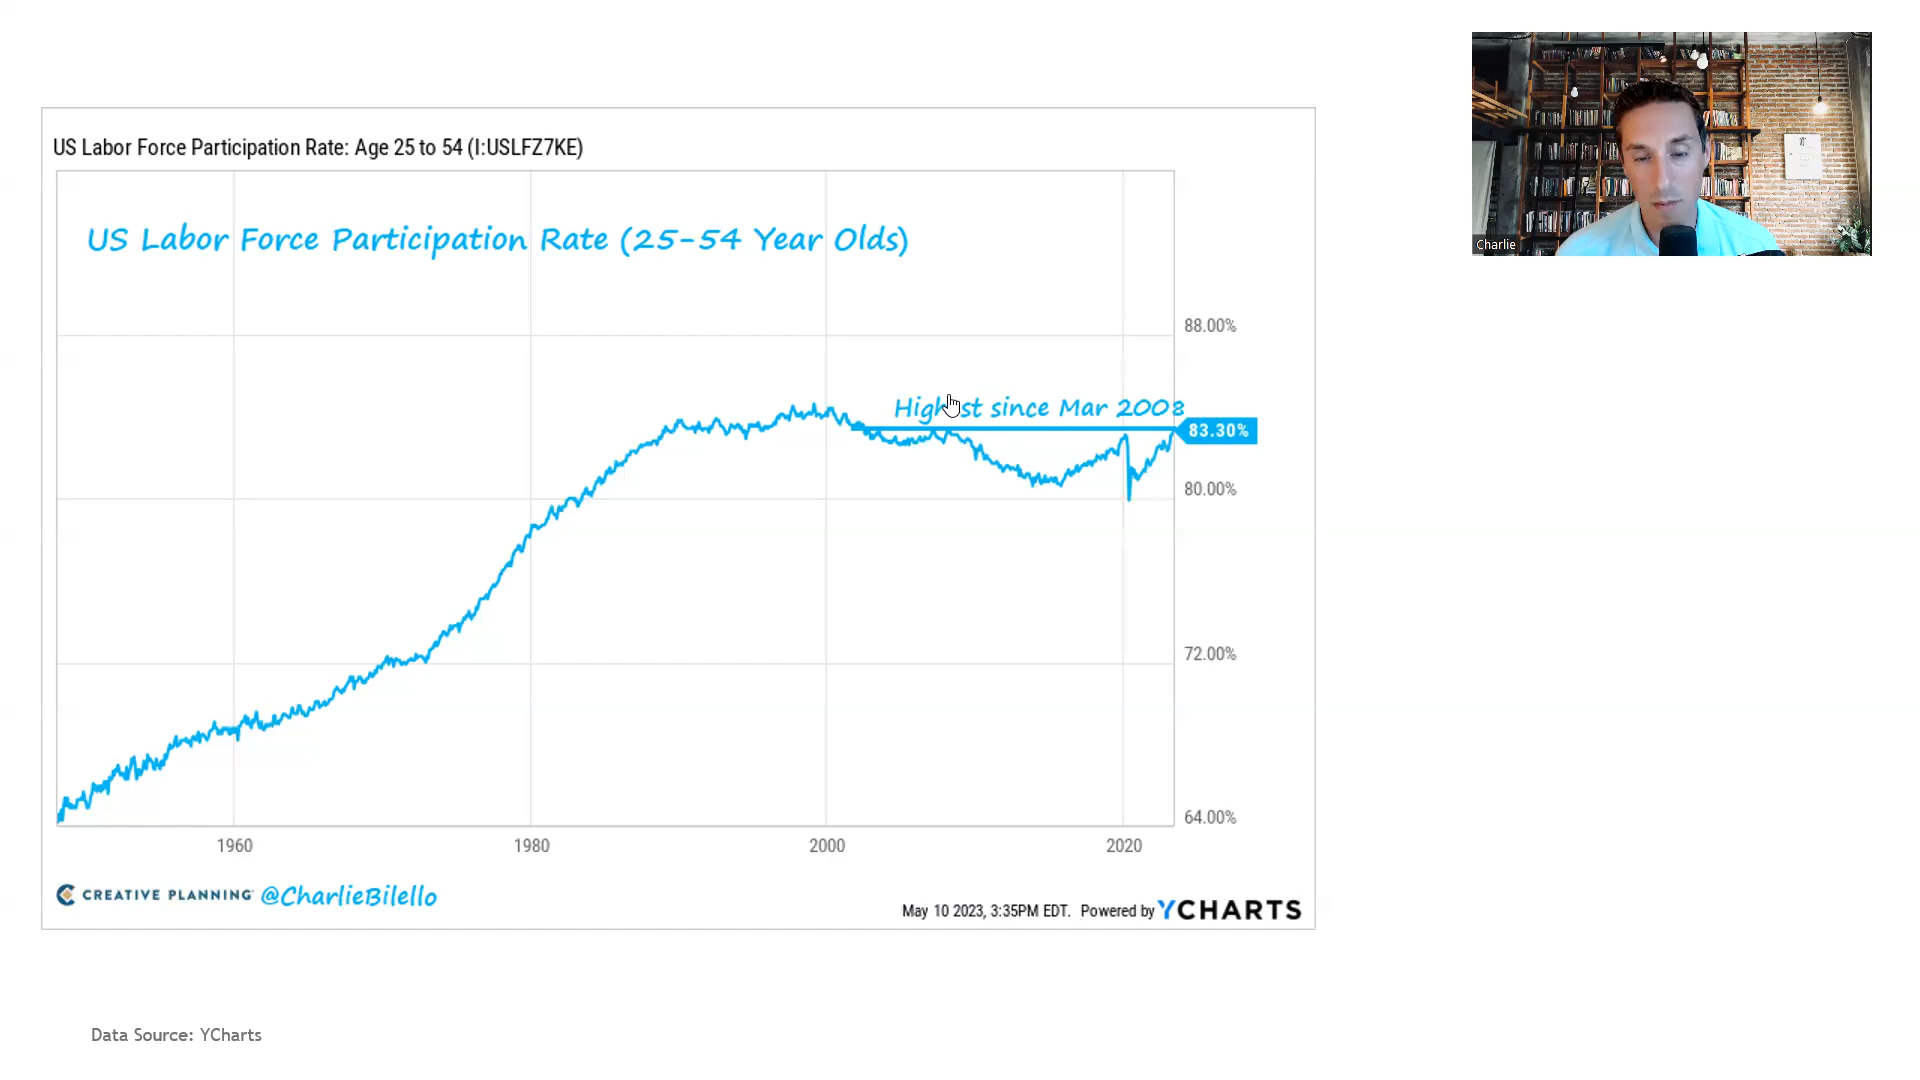 Charlie
US Labor Force Participation Rate: Age 25 to 54 (I:USLFZ7KE)
US Labor Force Participation Rate (25-54 Year Olds)
88.00%
Highest since Mar 2008
83.30%
80.00%
72.00%
64.00%
1960 1980 2000 2020
CREATIVE PLANNING @CharlieBilello
May 10 2023, 3:35PM EDT. Powered by YCHARTS
Data Source: YCharts